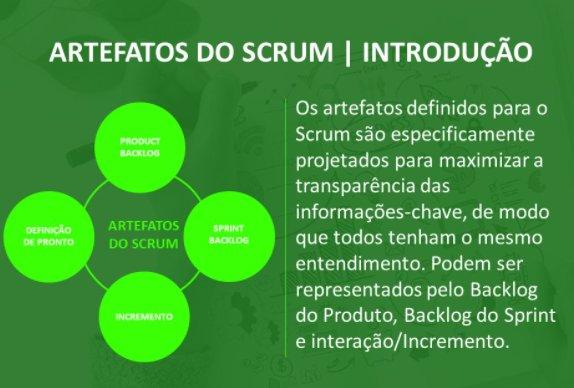 ARTEFATOS DO SCRUM | INTRODUÇÃO
PRODUCT
BACKLOG
DEFINIÇÃO
DE PRONTO
ARTEFATOS
DO SCRUM
SPRINT
BACKLOG
INCREMENTO
Os artefatos definidos para o
Scrum são especificamente
projetados para maximizar a
transparência das
informações-chave, de modo
que todos tenham o mesmo
entendimento. Podem ser
representados pelo Backlog
do Produto, Backlog do Sprint
e interação/Incremento.